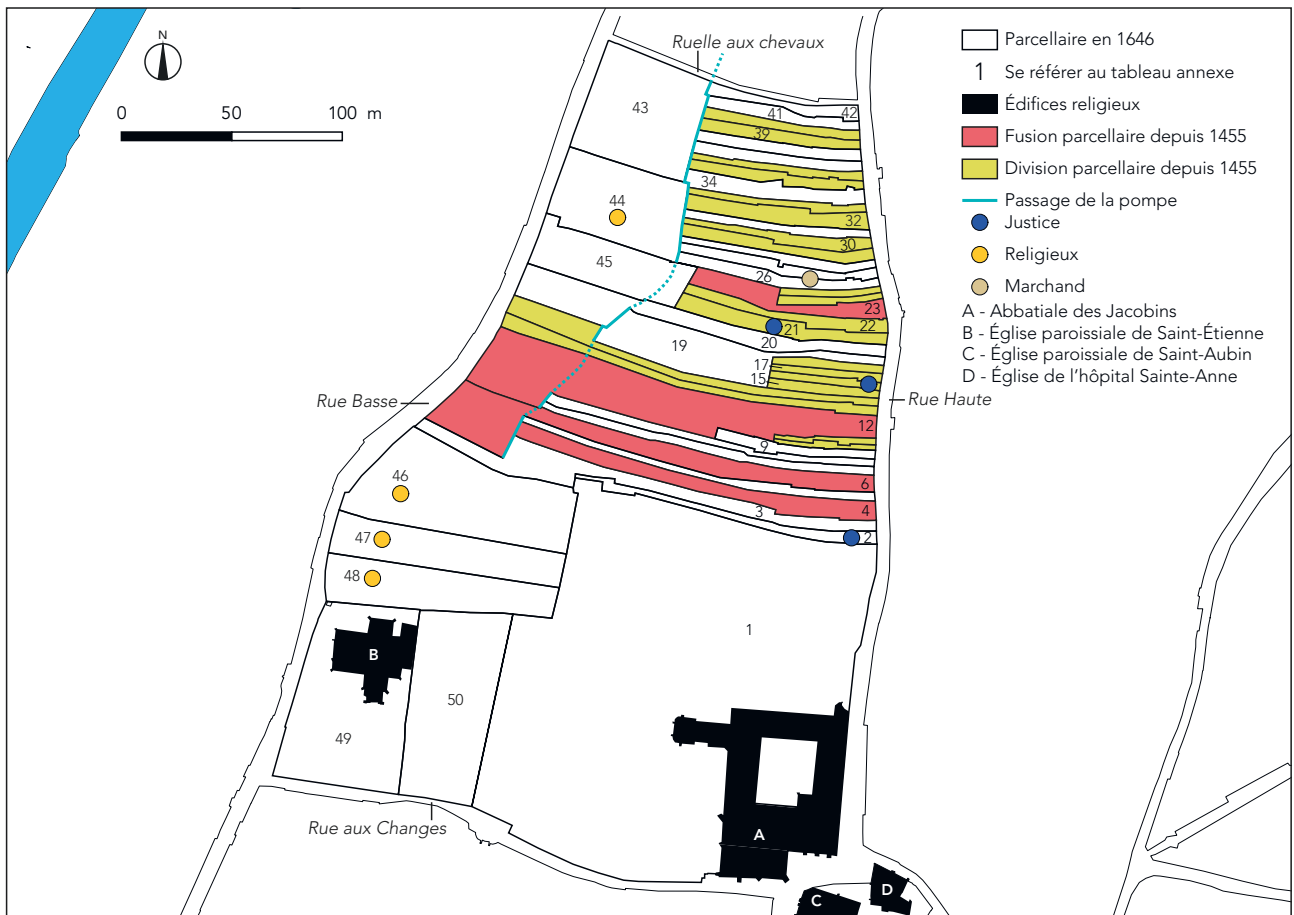 N
0 50 100 m
Ruelle aux chevaux
Parcellaire en 1646
1 Se référer au tableau annexe
Édifices religieux
Fusion parcellaire depuis 1455
Division parcellaire depuis 1455
Passage de la pompe
Justice
Religieux
Marchand
A - Abbatiale des Jacobins
B - Église paroissiale de Saint-Étienne
C - Église paroissiale de Saint-Aubin
D - Église de l'hôpital Sainte-Anne
43
41
42
39
34
44
32
30
45
26
23
21
22
20
19
17
15
Rue Basse
Rue Haute
12
9
6
46
3
4
47
2
48
1
B
50
49
A
Rue aux Changes
D
C